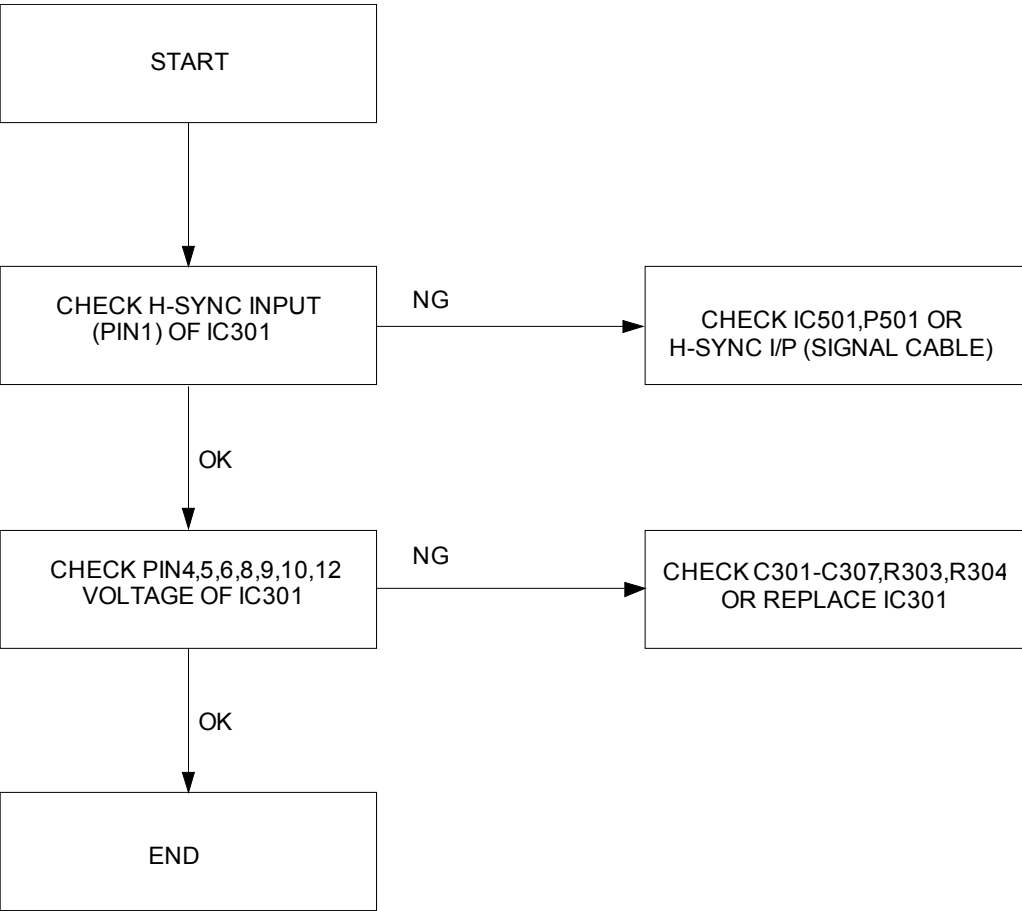 START
CHECK H-SYNC INPUT
(PIN1) OF IC301
NG
CHECK IC501,P501 OR
H-SYNC I/P (SIGNAL CABLE)
OK
CHECK PIN4,5,6,8,9,10,12
VOLTAGE OF IC301
NG
CHECK C301-C307,R303,R304
OR REPLACE IC301
OK
END